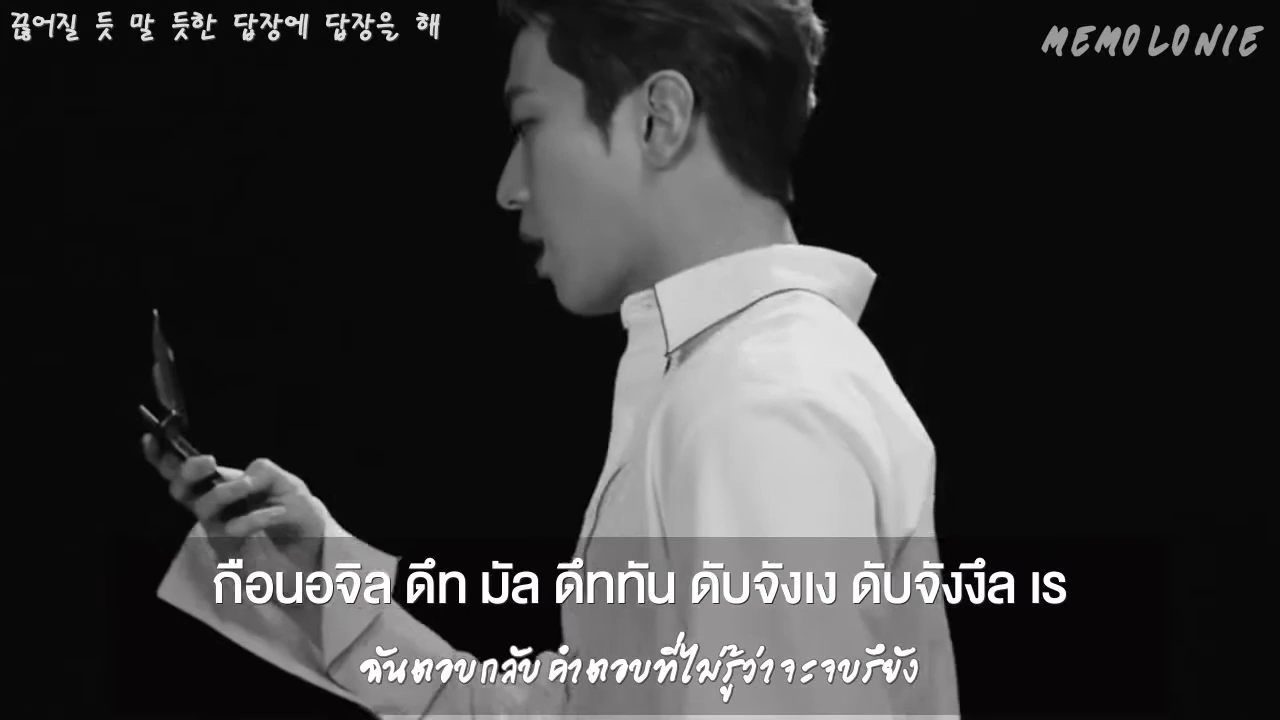 끊어질 듯 말 듯한 답장에 답장을 해
MEMOLONIE
กือนอจิล ดึท มัล ดึททัน ดับจังเง ดับจังงึล เร
ฉันตอบกลับ คำตอบที่ไม่รู้ว่าจะจบรึยัง